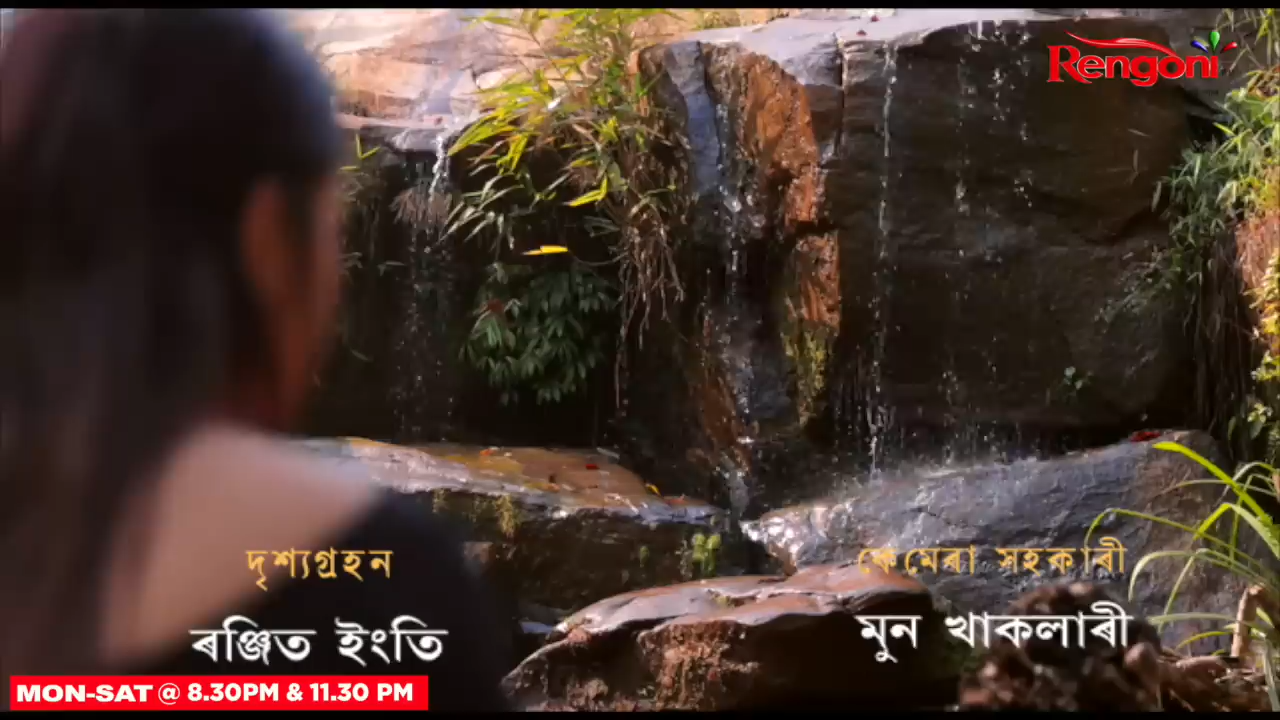 Rengoni
দৃশ্যগ্ৰহন
ৰঞ্জিত ইংতি
কেমেৰা সহকাৰী
মুন খাকলাৰী
MON-SAT @ 8.30PM & 11.30 PM